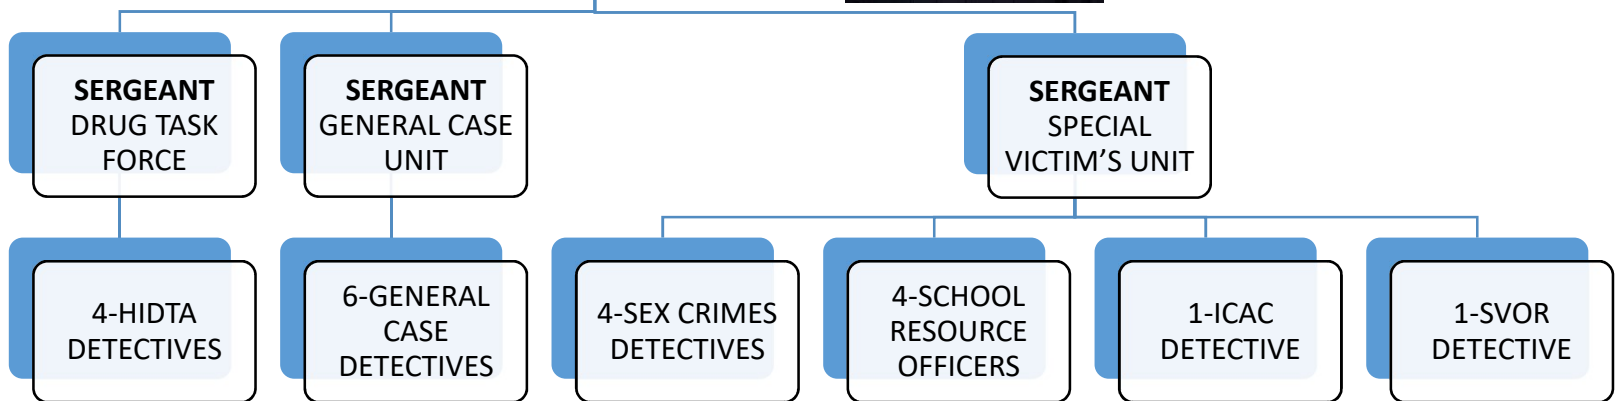 SERGEANT
DRUG TASK
FORCE
SERGEANT
GENERAL CASE
UNIT
SERGEANT
SPECIAL
VICTIM’S UNIT
4-HIDTA
DETECTIVES
6-GENERAL
CASE
DETECTIVES
4-SEX CRIMES
DETECTIVES
4-SCHOOL
RESOURCE
OFFICERS
1-ICAC
DETECTIVE
1-SVOR
DETECTIVE